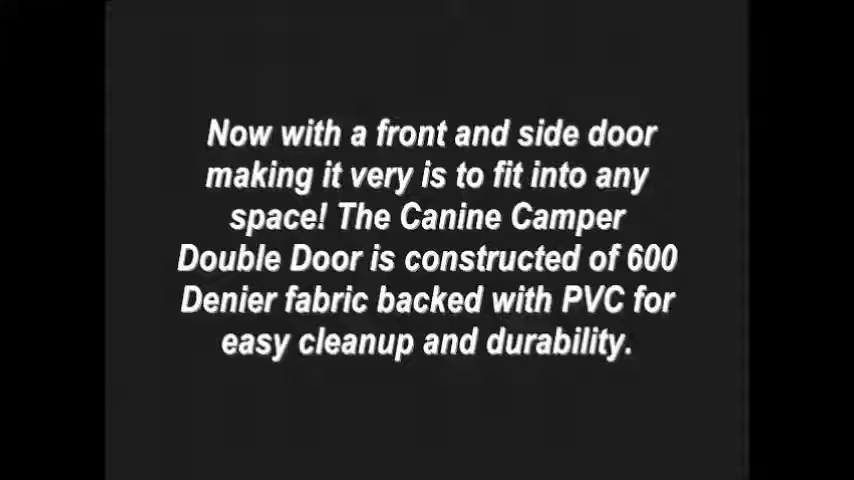 Now with a front and side door
making it very is to fit into any
space! The Canine Camper
Double Door is constructed of 600
Denier fabric backed with PVC for
easy cleanup and durability.